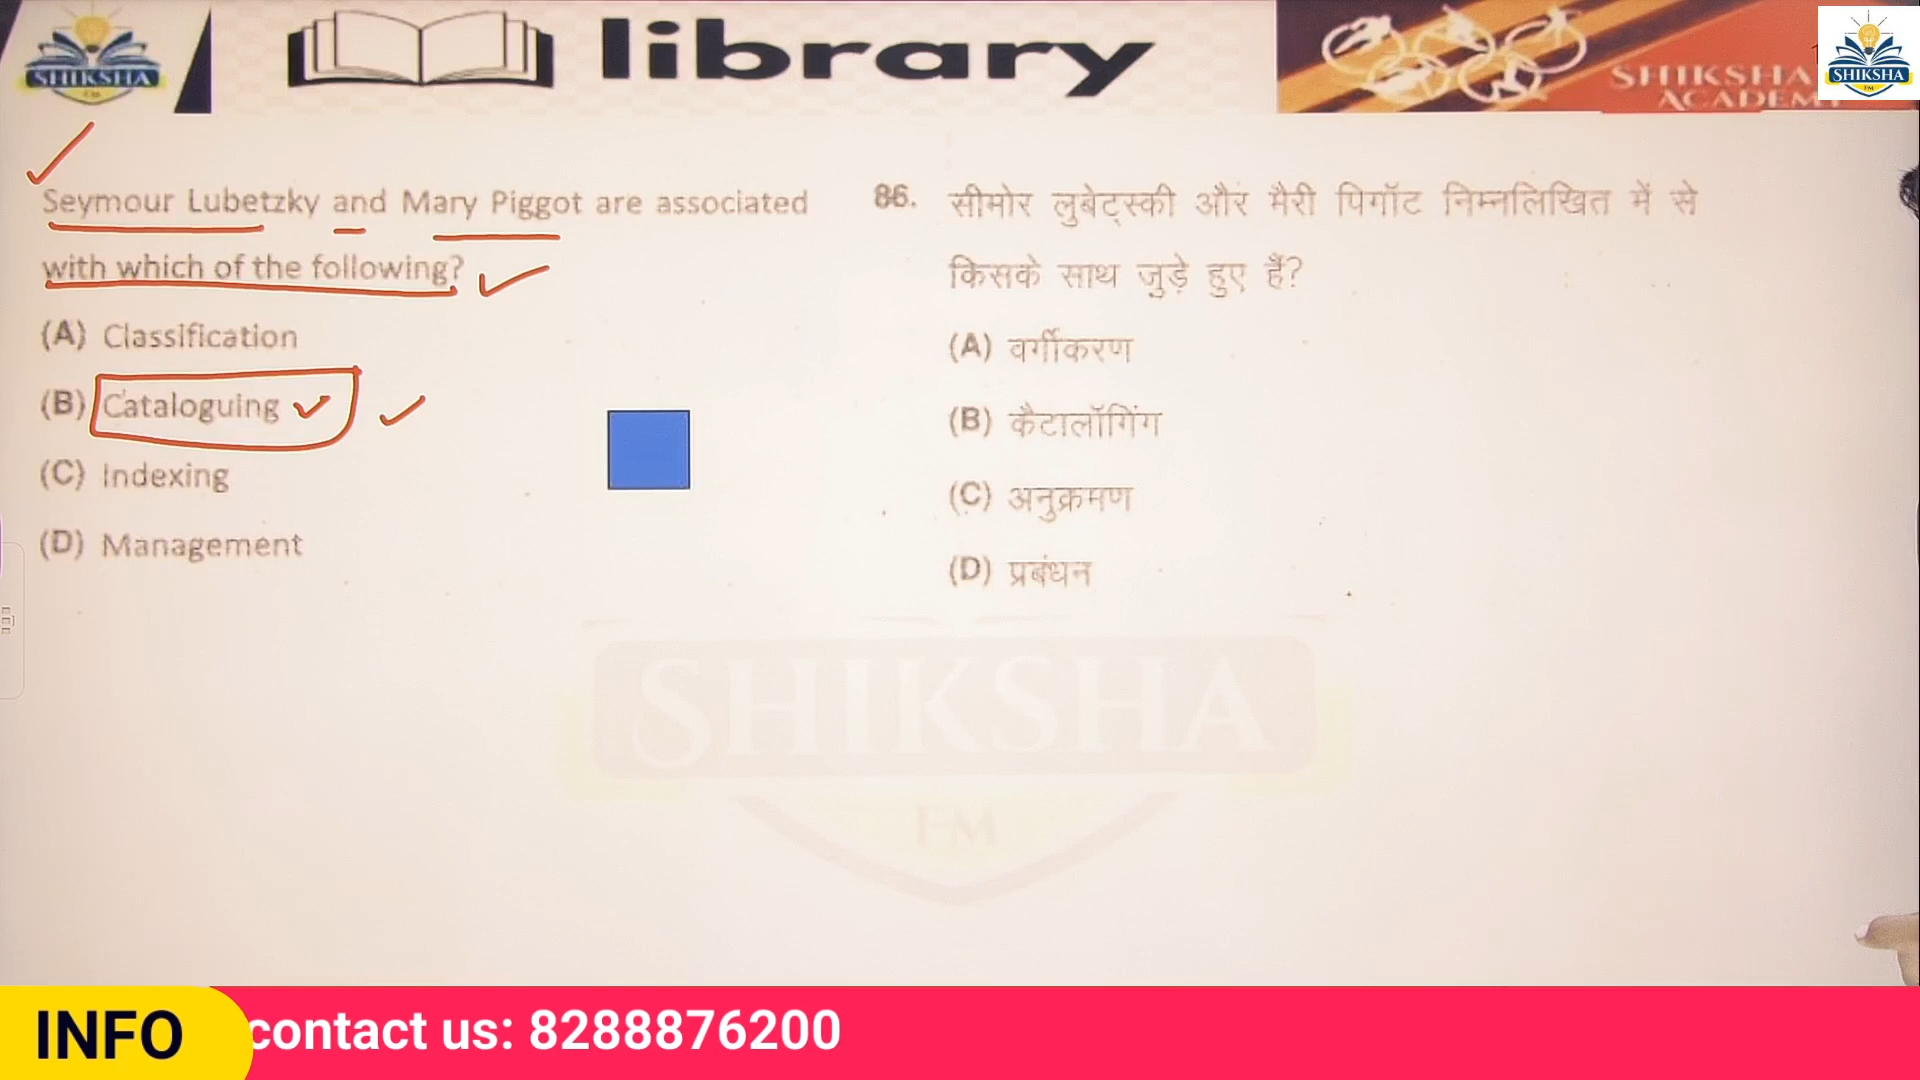 SHIKSHA
library
SHIKSHA
SHIKSHA
FM
Seymour Lubetzky and Mary Piggot are associated
with which of the following?
(A) Classification
(B) Cataloguing
(C) Indexing
(D) Management
86. सीमोर लुबेट्स्की और मैरी पिगॉट निम्नलिखित में से
किसके साथ जुड़े हुए हैं?
(A) वर्गीकरण
(B) कैटालॉगिंग
(C) अनुक्रमण
(D) प्रबंधन
SHIKSHA
FM
INFO
contact us: 8288876200